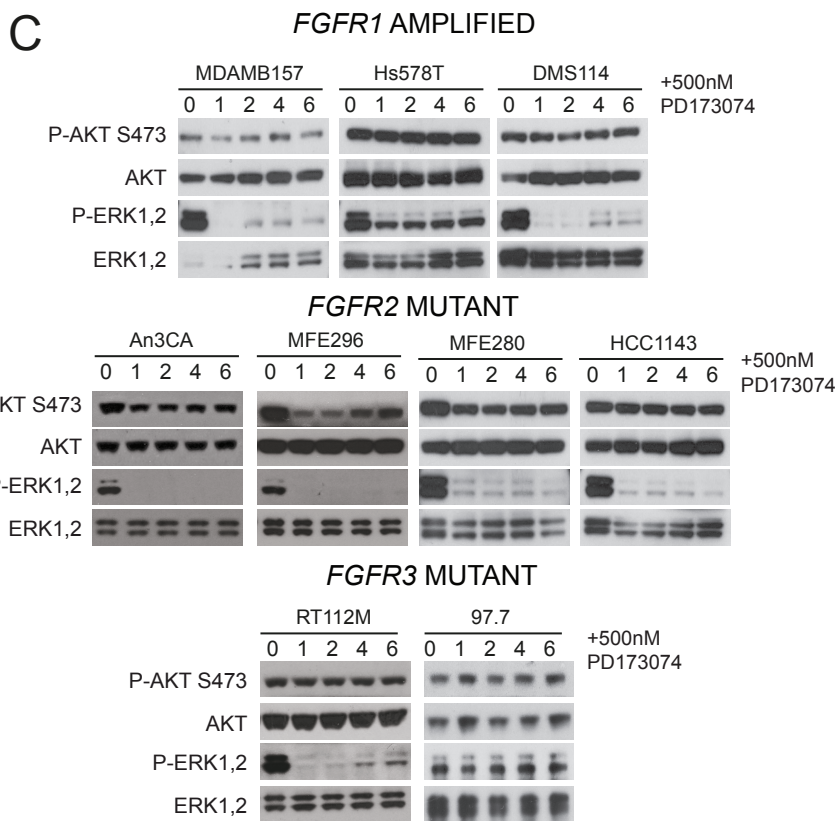 C
FGFR1 AMPLIFIED
MDAMB157 Hs578T DMS114
+500nM
PD173074
0 1 2 4 6 0 1 2 4 6 0 1 2 4 6
P-AKT S473
AKT
P-ERK1,2
ERK1,2
FGFR2 MUTANT
An3CA MFE296 MFE280 HCC1143
+500nM
PD173074
0 1 2 4 6 0 1 2 4 6 0 1 2 4 6 0 1 2 4 6
KT S473
AKT
P-ERK1,2
ERK1,2
FGFR3 MUTANT
RT112M 97.7
+500nM
PD173074
0 1 2 4 6 0 1 2 4 6
P-AKT S473
AKT
P-ERK1,2
ERK1,2